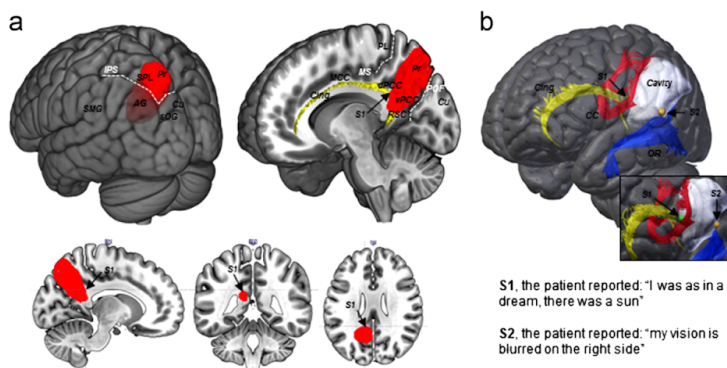 a
b
IPS
SPL
Pr
SMG
AG
sOG
Cu
PL
MS
MCC
dPCC
Pr
Cing
POF
vPCC
Cu
RSC
S1
S1
S1
S1
Cing
S1
Cavity
CC
S2
OR
S1
S2
S1, the patient reported: "I was as in a
dream, there was a sun"
S2, the patient reported: "my vision is
blurred on the right side"